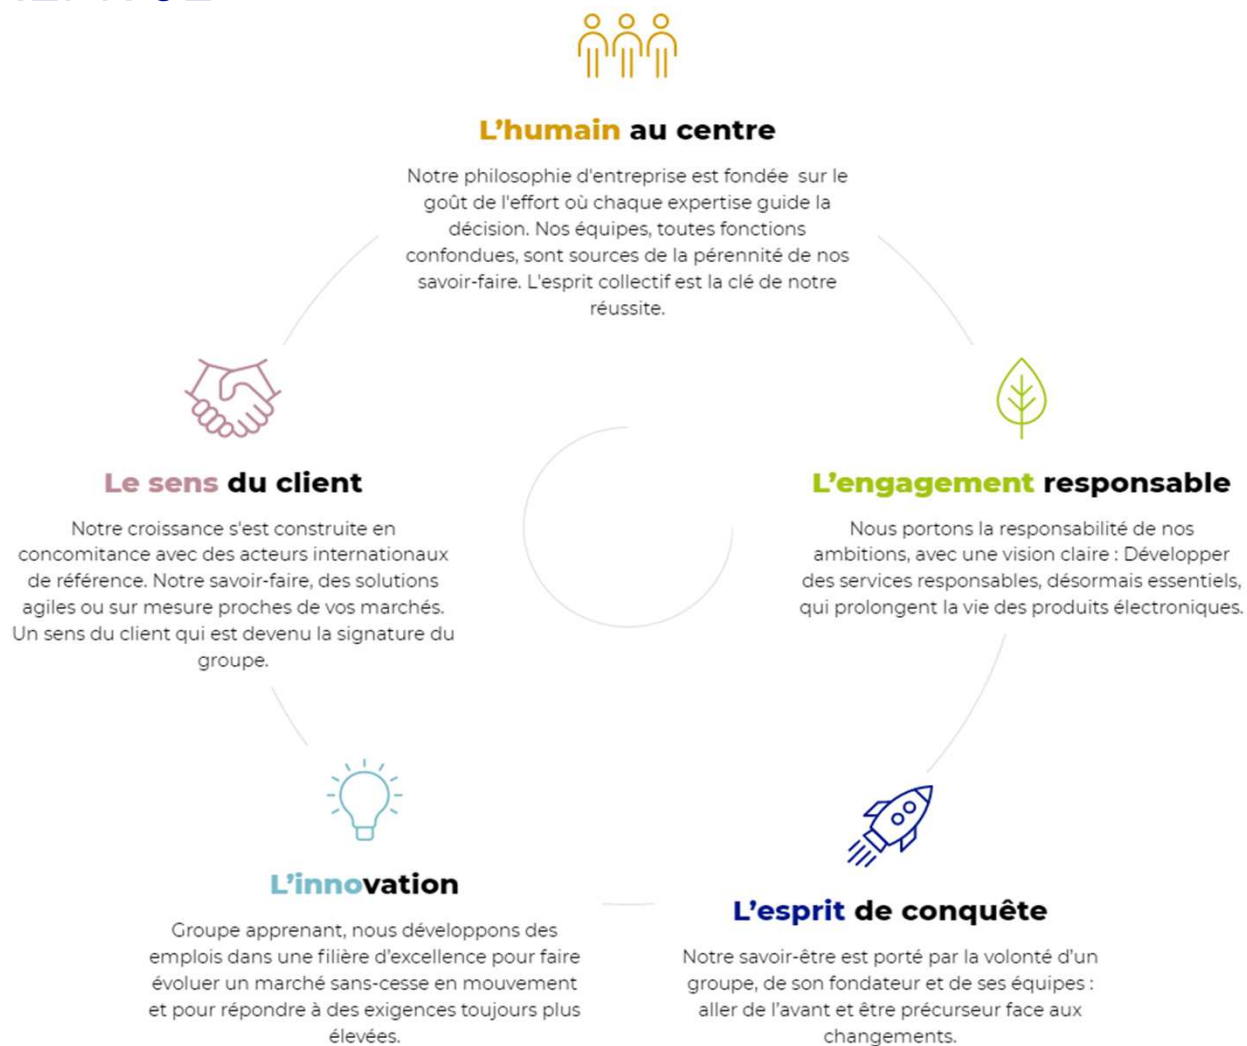 L'humain au centre
Notre philosophie d'entreprise est fondée sur le
goût de l'effort où chaque expertise guide la
décision. Nos équipes, toutes fonctions
confondues, sont sources de la pérennité de nos
savoir-faire. L'esprit collectif est la clé de notre
réussite.
Le sens du client
Notre croissance s'est construite en
concomitance avec des acteurs internationaux
de référence. Notre savoir-faire, des solutions
agiles ou sur mesure proches de vos marchés.
Un sens du client qui est devenu la signature du
groupe.
L'engagement responsable
Nous portons la responsabilité de nos
ambitions, avec une vision claire : Développer
des services responsables, désormais essentiels,
qui prolongent la vie des produits électroniques.
L'innovation
Groupe apprenant, nous développons des
emplois dans une filière d'excellence pour faire
évoluer un marché sans-cesse en mouvement
et pour répondre à des exigences toujours plus
élevées.
L'esprit de conquête
Notre savoir-être est porté par la volonté d'un
groupe, de son fondateur et de ses équipes :
aller de l'avant et être précurseur face aux
changements.